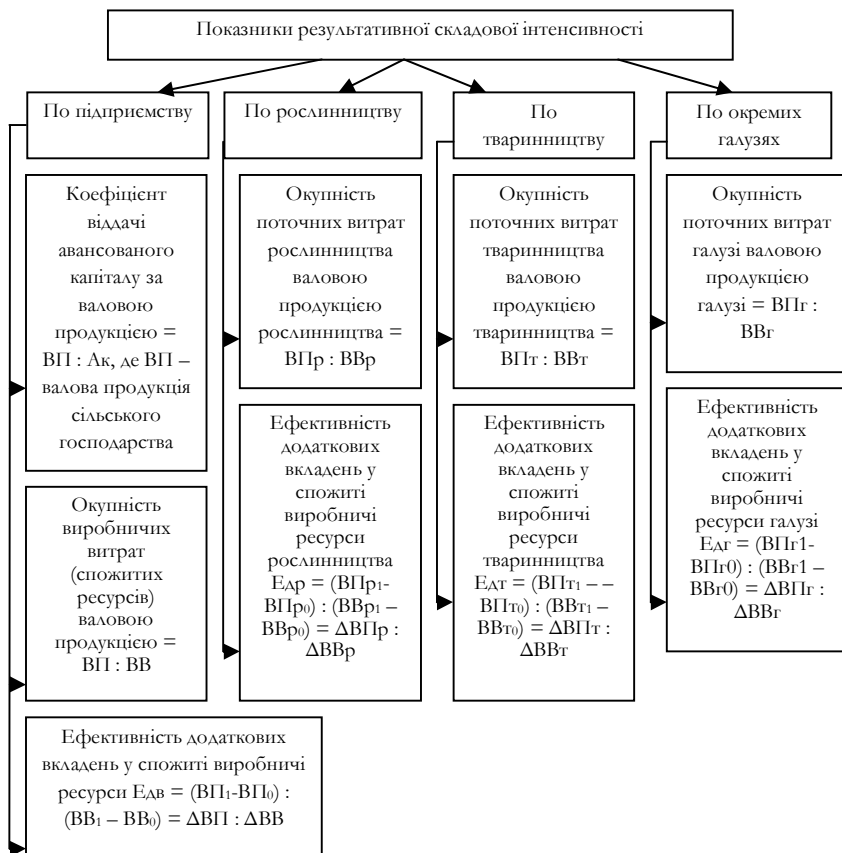 Показники результативної складової інтенсивності
По підприємству
По рослинництву
По
тваринництву
По окремих
галузях
Коефіцієнт
віддачі
авансованого
капіталу за
валовою
продукцією =
ВП : Ак, де ВП –
валова продукція
сільського
господарства
Окупність
поточних витрат
рослинництва
валовою
продукцією
рослинництва =
ВПр : ВВр
Окупність
поточних витрат
тваринництва
валовою
продукцією
тваринництва =
ВПт : ВВт
Окупність
поточних витрат
галузі валовою
продукцією
галузі = ВПг :
ВВг
Окупність
виробничих
витрат
(спожитих
ресурсів)
валовою
продукцією =
ВП : ВВ
Ефективність
додаткових
вкладень у
спожиті
виробничі
ресурси
рослинництва
Едр = (ВПр₁-
ВПр₀) : (ВВр₁ –
ВВр₀) = ΔВПр :
ΔВВр
Ефективність
додаткових
вкладень у
спожиті
виробничі
ресурси
тваринництва
Едт = (ВПт₁ – –
ВПт₀) : (ВВт₁ –
ВВт₀) = ΔВПт :
ΔВВт
Ефективність
додаткових
вкладень у
спожиті
виробничі
ресурси галузі
Едг = (ВПг1-
ВПг0) : (ВВг1 –
ВВг0) = ΔВПг :
ΔВВг
Ефективність додаткових
вкладень у спожиті виробничі
ресурси Едв = (ВП₁-ВП₀) :
(ВВ₁ – ВВ₀) = ΔВП : ΔВВ